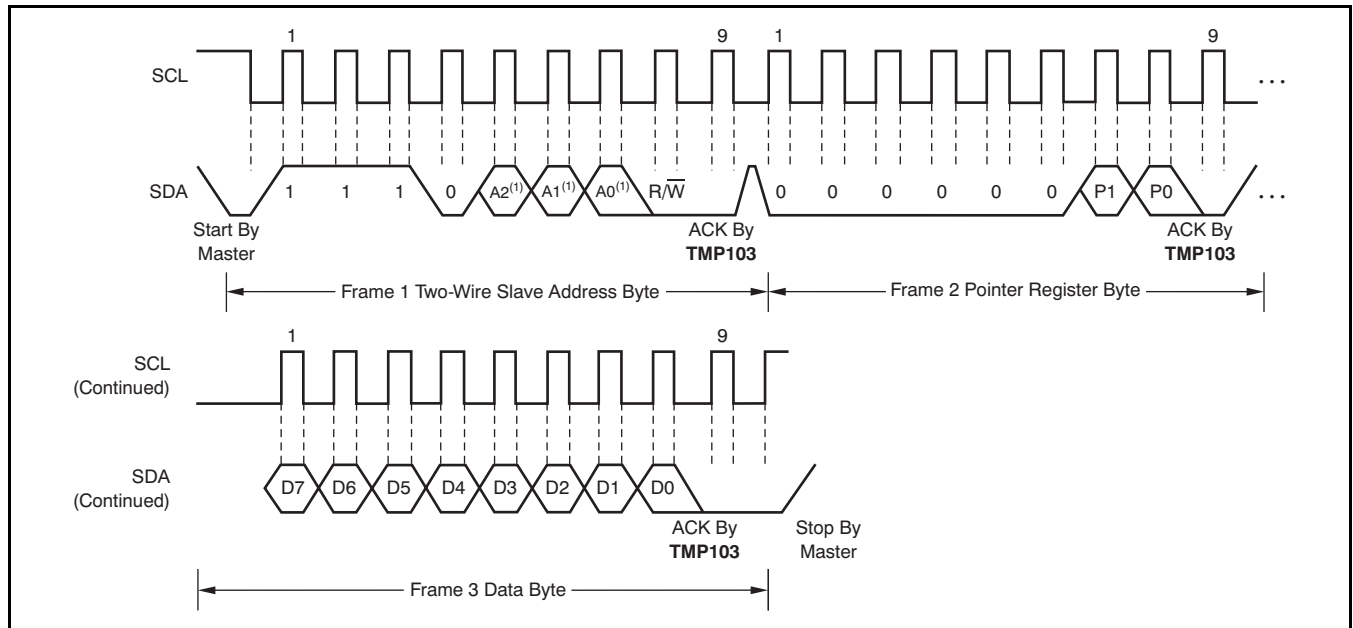 1 9 1 9
SCL ...
SDA 1 1 1 0 A2(1) A1(1) A0(1) R/W̅ 0 0 0 0 0 0 P1 P0 ...
Start By Master
ACK By TMP103
ACK By TMP103
Frame 1 Two-Wire Slave Address Byte
Frame 2 Pointer Register Byte
1 9
SCL (Continued)
SDA (Continued)
D7 D6 D5 D4 D3 D2 D1 D0
ACK By TMP103
Stop By Master
Frame 3 Data Byte